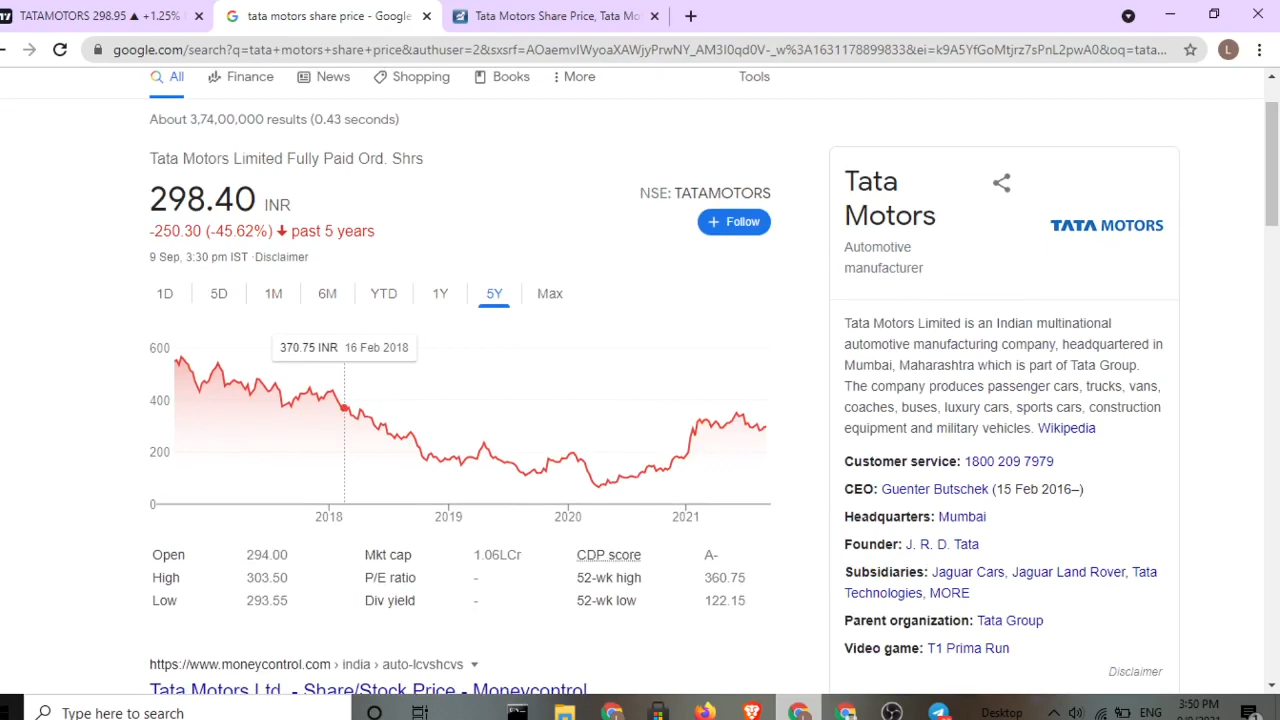 TATAMOTORS 298.95 ▲ +1.25%
tata motors share price - Google
Tata Motors Share Price, Tata Mo
google.com/search?q=tata+motors+share+price&authuser=2&sxsrf=AOaemvIWyoaXAWjyPrwNY_AM3I0qd0V-_w%3A1631178899833&ei=k9A5YfGoMtjrz7sPnL2pwA0&oq=tata...
L
All
Finance
News
Shopping
Books
More
Tools
About 3,74,00,000 results (0.43 seconds)
Tata Motors Limited Fully Paid Ord. Shrs
298.40 INR
NSE: TATAMOTORS
+ Follow
-250.30 (-45.62%) ↓ past 5 years
9 Sep, 3:30 pm IST · Disclaimer
1D 5D 1M 6M YTD 1Y 5Y Max
370.75 INR 16 Feb 2018
600
400
200
0
2018 2019 2020 2021
Open 294.00 Mkt cap 1.06LCr CDP score A-
High 303.50 P/E ratio - 52-wk high 360.75
Low 293.55 Div yield - 52-wk low 122.15
https://www.moneycontrol.com › india › auto-lcvshcvs
Tata Motors Ltd. - Share/Stock Price - Moneycontrol
Tata
Motors
TATA MOTORS
Automotive
manufacturer
Tata Motors Limited is an Indian multinational
automotive manufacturing company, headquartered in
Mumbai, Maharashtra which is part of Tata Group.
The company produces passenger cars, trucks, vans,
coaches, buses, luxury cars, sports cars, construction
equipment and military vehicles. Wikipedia
Customer service: 1800 209 7979
CEO: Guenter Butschek (15 Feb 2016–)
Headquarters: Mumbai
Founder: J. R. D. Tata
Subsidiaries: Jaguar Cars, Jaguar Land Rover, Tata
Technologies, MORE
Parent organization: Tata Group
Video game: T1 Prima Run
Disclaimer
Type here to search
Desktop
ENG
3:50 PM